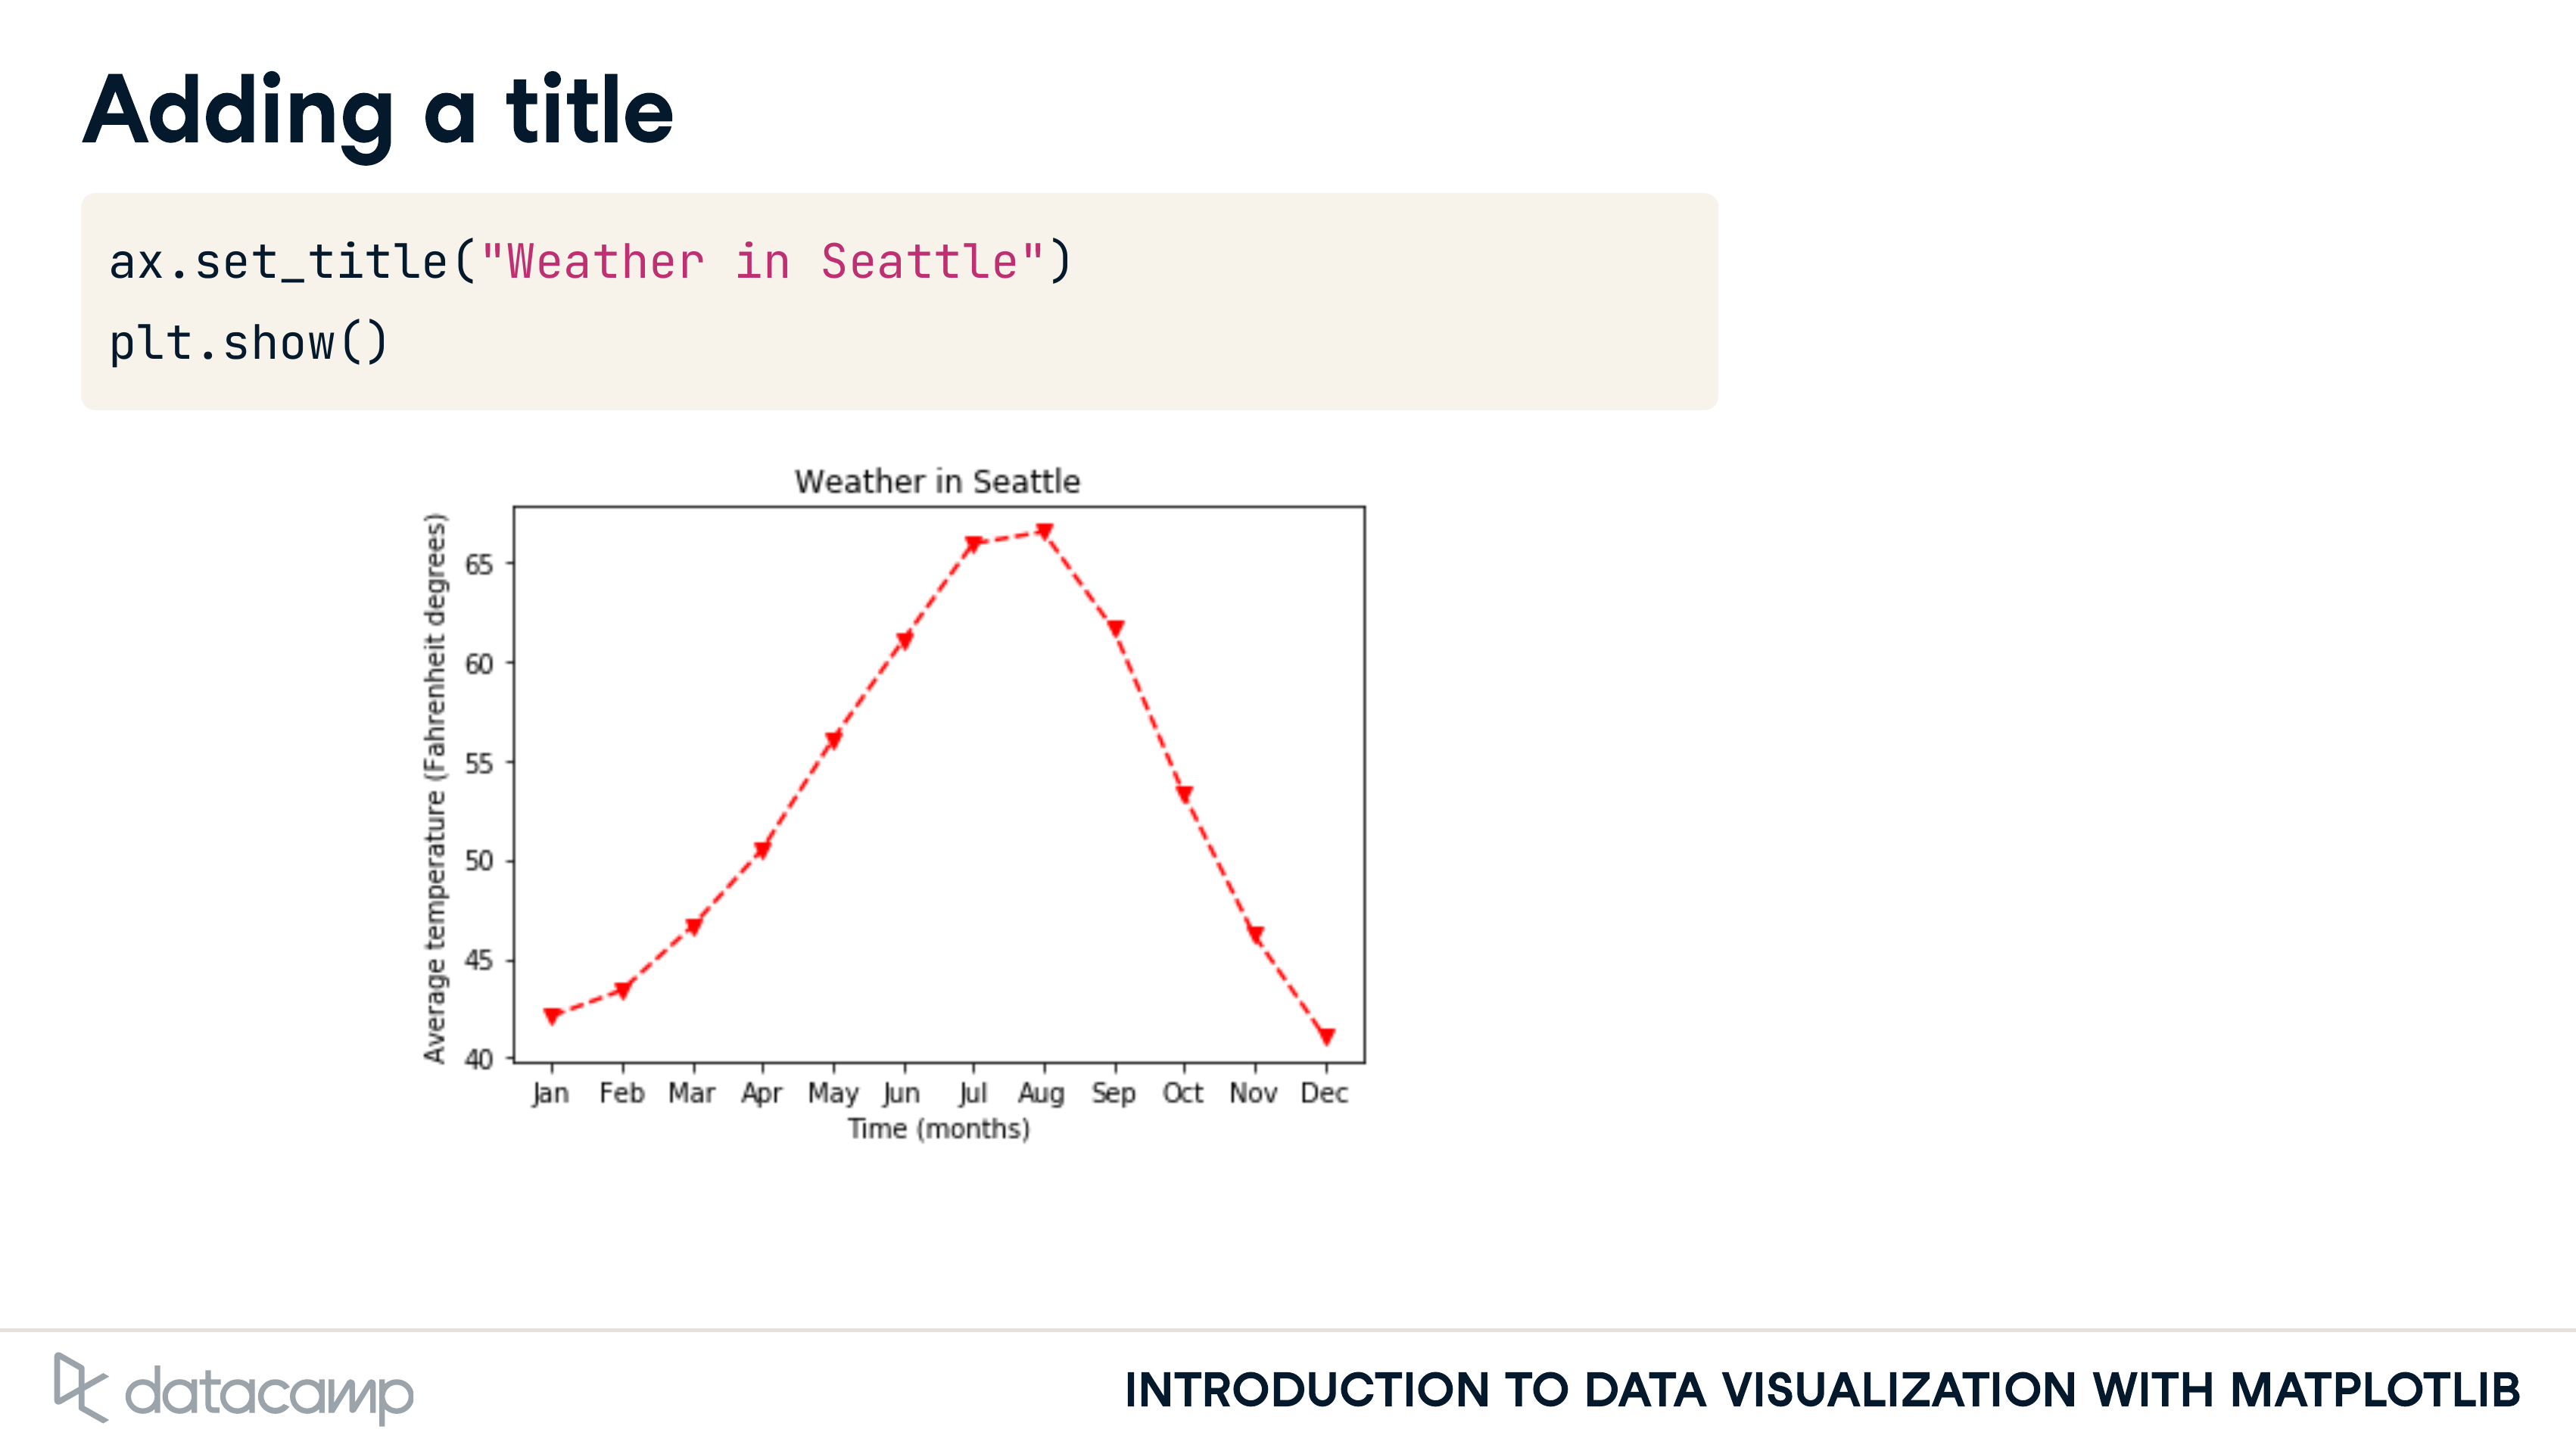 Adding a title
ax.set_title("Weather in Seattle")
plt.show()
Weather in Seattle
Average temperature (Fahrenheit degrees)
65
60
55
50
45
40
Jan Feb Mar Apr May Jun Jul Aug Sep Oct Nov Dec
Time (months)
datacamp
INTRODUCTION TO DATA VISUALIZATION WITH MATPLOTLIB